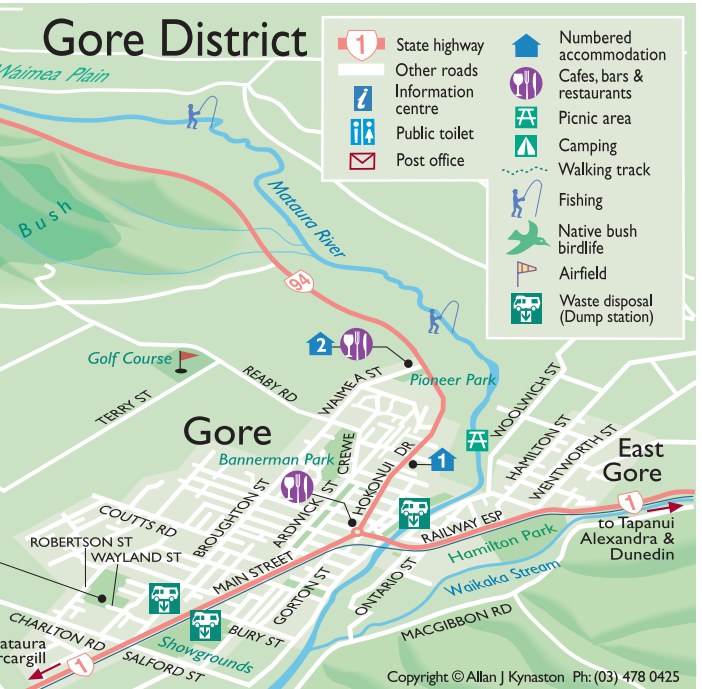 Gore District
1
State highway
Other roads
i
Information
centre
Public toilet
Post office
Numbered
accommodation
Cafes, bars &
restaurants
Picnic area
Camping
Walking track
Fishing
Native bush
birdlife
Airfield
Waste disposal
(Dump station)
Waimea Plain
Bush
Mataura River
94
2
Golf Course
REABY RD
WAIMEA ST
Pioneer Park
TERRY ST
WOOLWICH ST
Gore
HAMILTON ST
WENTWORTH ST
East
Gore
Bannerman Park
CREWE
HOKONUI DR
1
BROUGHTON ST
ARDWICK ST
1
COUTTS RD
RAILWAY ESP
to Tapanui
Alexandra &
Dunedin
Hamilton Park
ROBERTSON ST
WAYLAND ST
MAIN STREET
GORTON ST
ONTARIO ST
Waikaka Stream
MACGIBBON RD
CHARLTON RD
BURY ST
Showgrounds
SALFORD ST
ataura
rcargill
1
Copyright © Allan J Kynaston Ph: (03) 478 0425